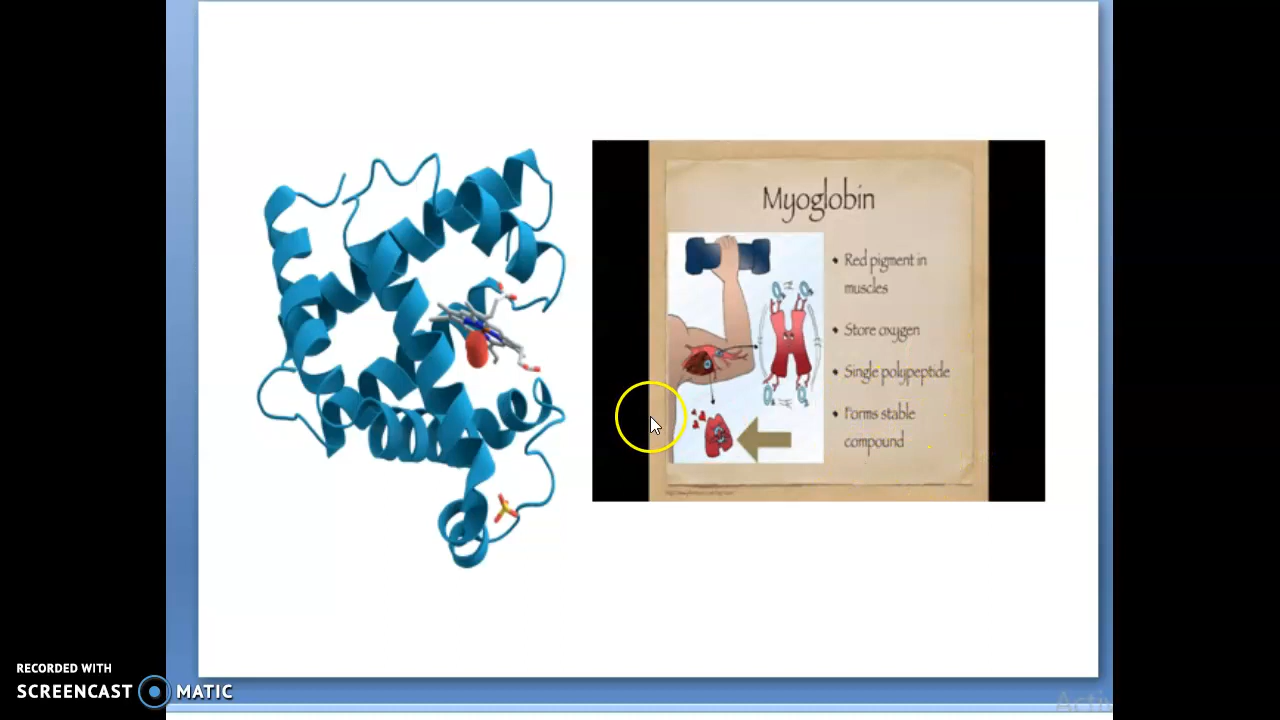 Myoglobin
• Red pigment in
muscles
• Store oxygen
• Single polypeptide
• Forms stable
compound
RECORDED WITH
SCREENCAST MATIC